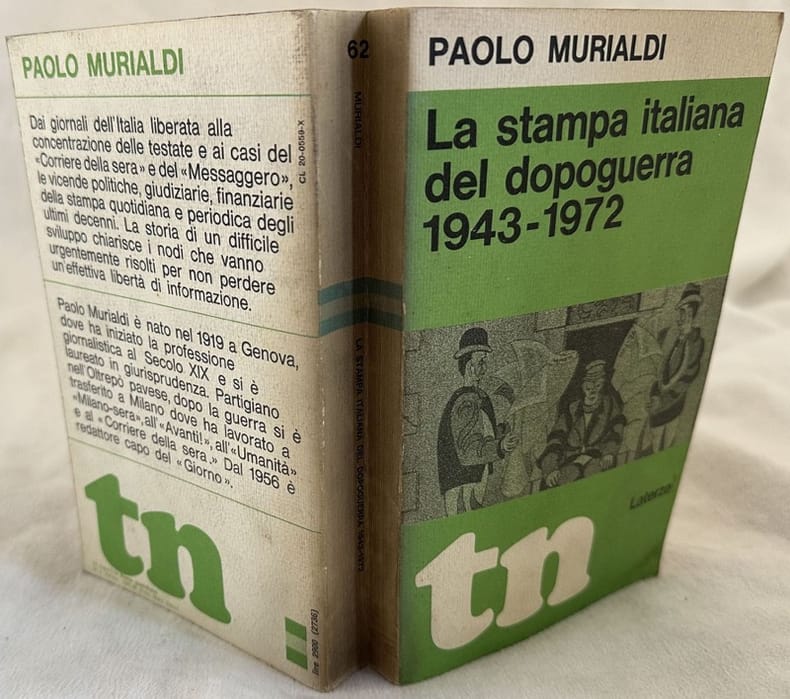 PAOLO MURIALDI
Dai giornali dell'Italia liberata alla
concentrazione delle testate e ai casi del
«Corriere della sera» e del «Messaggero»,
le vicende politiche, giudiziarie, finanziarie
della stampa quotidiana e periodica degli
ultimi decenni. La storia di un difficile
sviluppo chiarisce i nodi che vanno
urgentemente risolti per non perdere
un'effettiva libertà di informazione.
CL 20-0559-X
Paolo Murialdi è nato nel 1919 a Genova,
dove ha iniziato la professione
giornalistica al Secolo XIX e si è
laureato in giurisprudenza. Partigiano
nell'Oltrepò pavese, dopo la guerra si è
trasferito a Milano dove ha lavorato a
«Milano-sera», all'«Avanti!», all'«Umanità»
e al «Corriere della sera.» Dal 1956 è
redattore capo del «Giorno».
tn
lire 2900 (2736)
62
MURIALDI
LA STAMPA ITALIANA DEL DOPOGUERRA 1943-1972
PAOLO MURIALDI
La stampa italiana
del dopoguerra
1943-1972
Laterza
tn